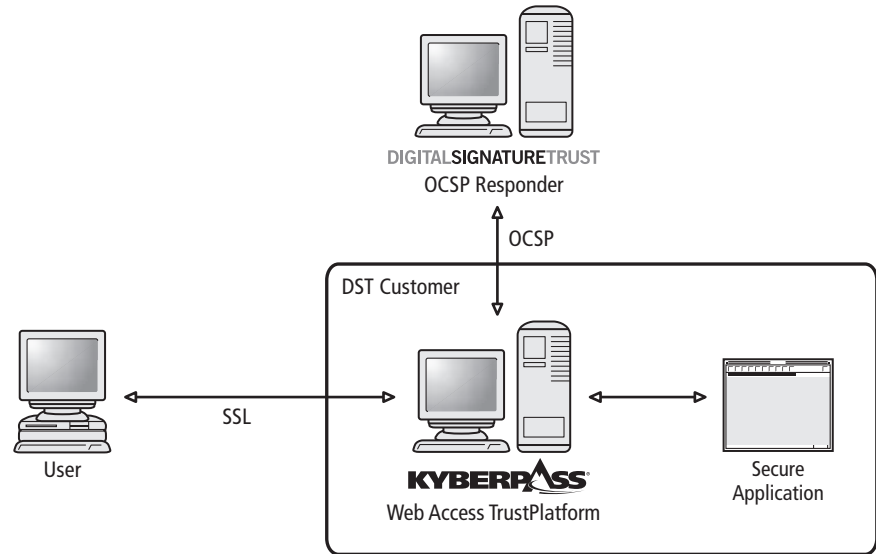 DIGITALSIGNATURETRUST
OCSP Responder
OCSP
DST Customer
SSL
User
KYBERPASS®
Web Access TrustPlatform
Secure
Application